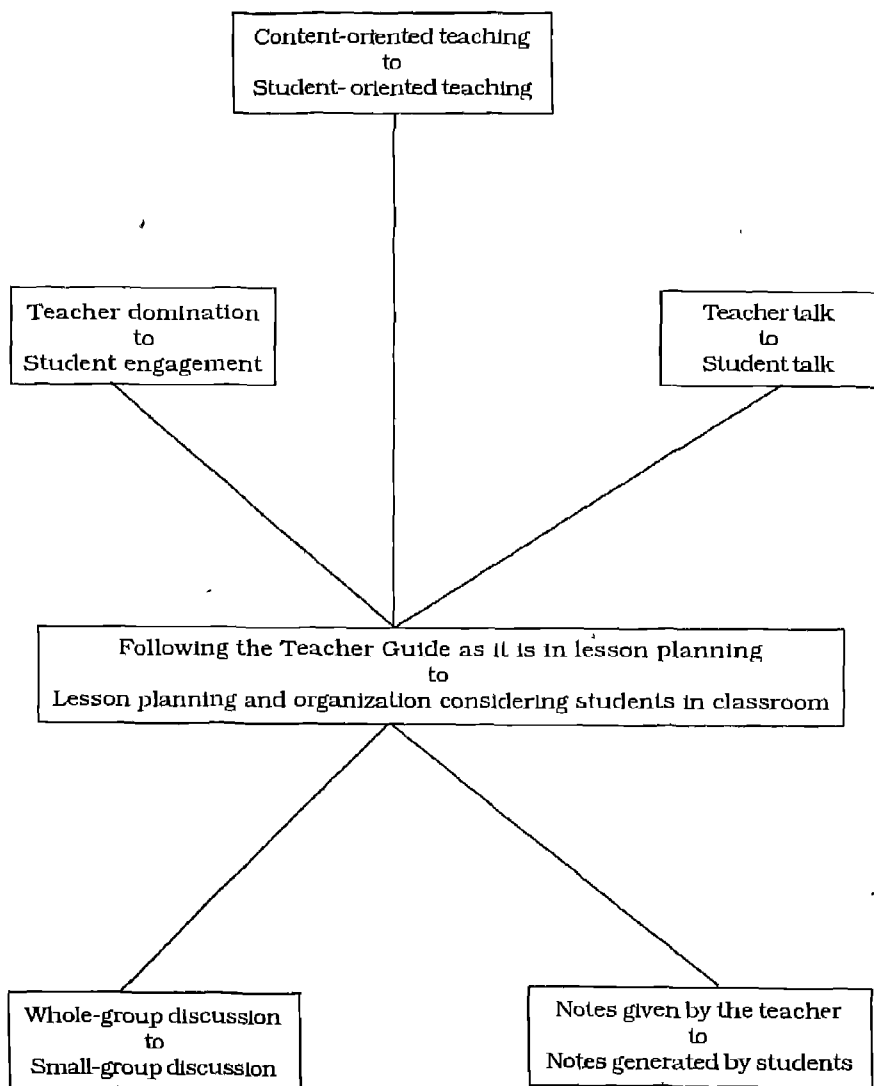 Content-oriented teaching
to
Student- oriented teaching
Teacher domination
to
Student engagement
Teacher talk
to
Student talk
Following the Teacher Guide as it is in lesson planning
to
Lesson planning and organization considering students in classroom
Whole-group discussion
to
Small-group discussion
Notes given by the teacher
to
Notes generated by students